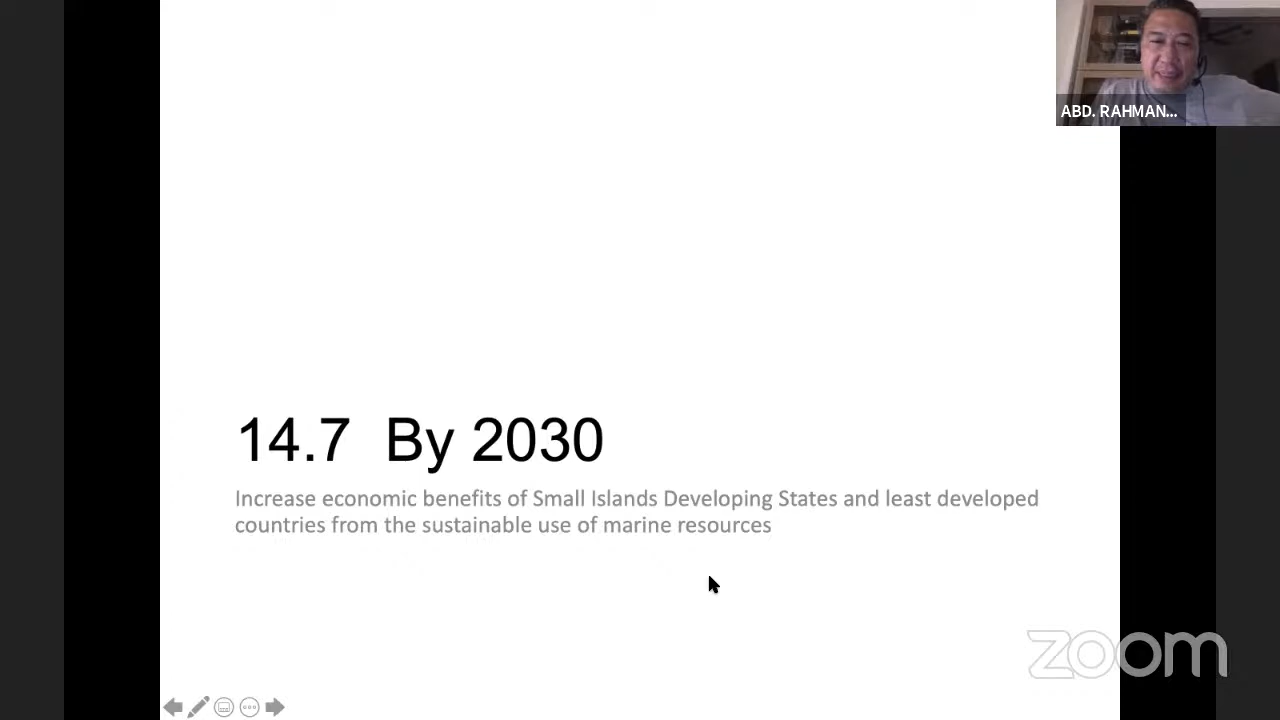 ABD. RAHMAN...
14.7 By 2030
Increase economic benefits of Small Islands Developing States and least developed
countries from the sustainable use of marine resources
zoom